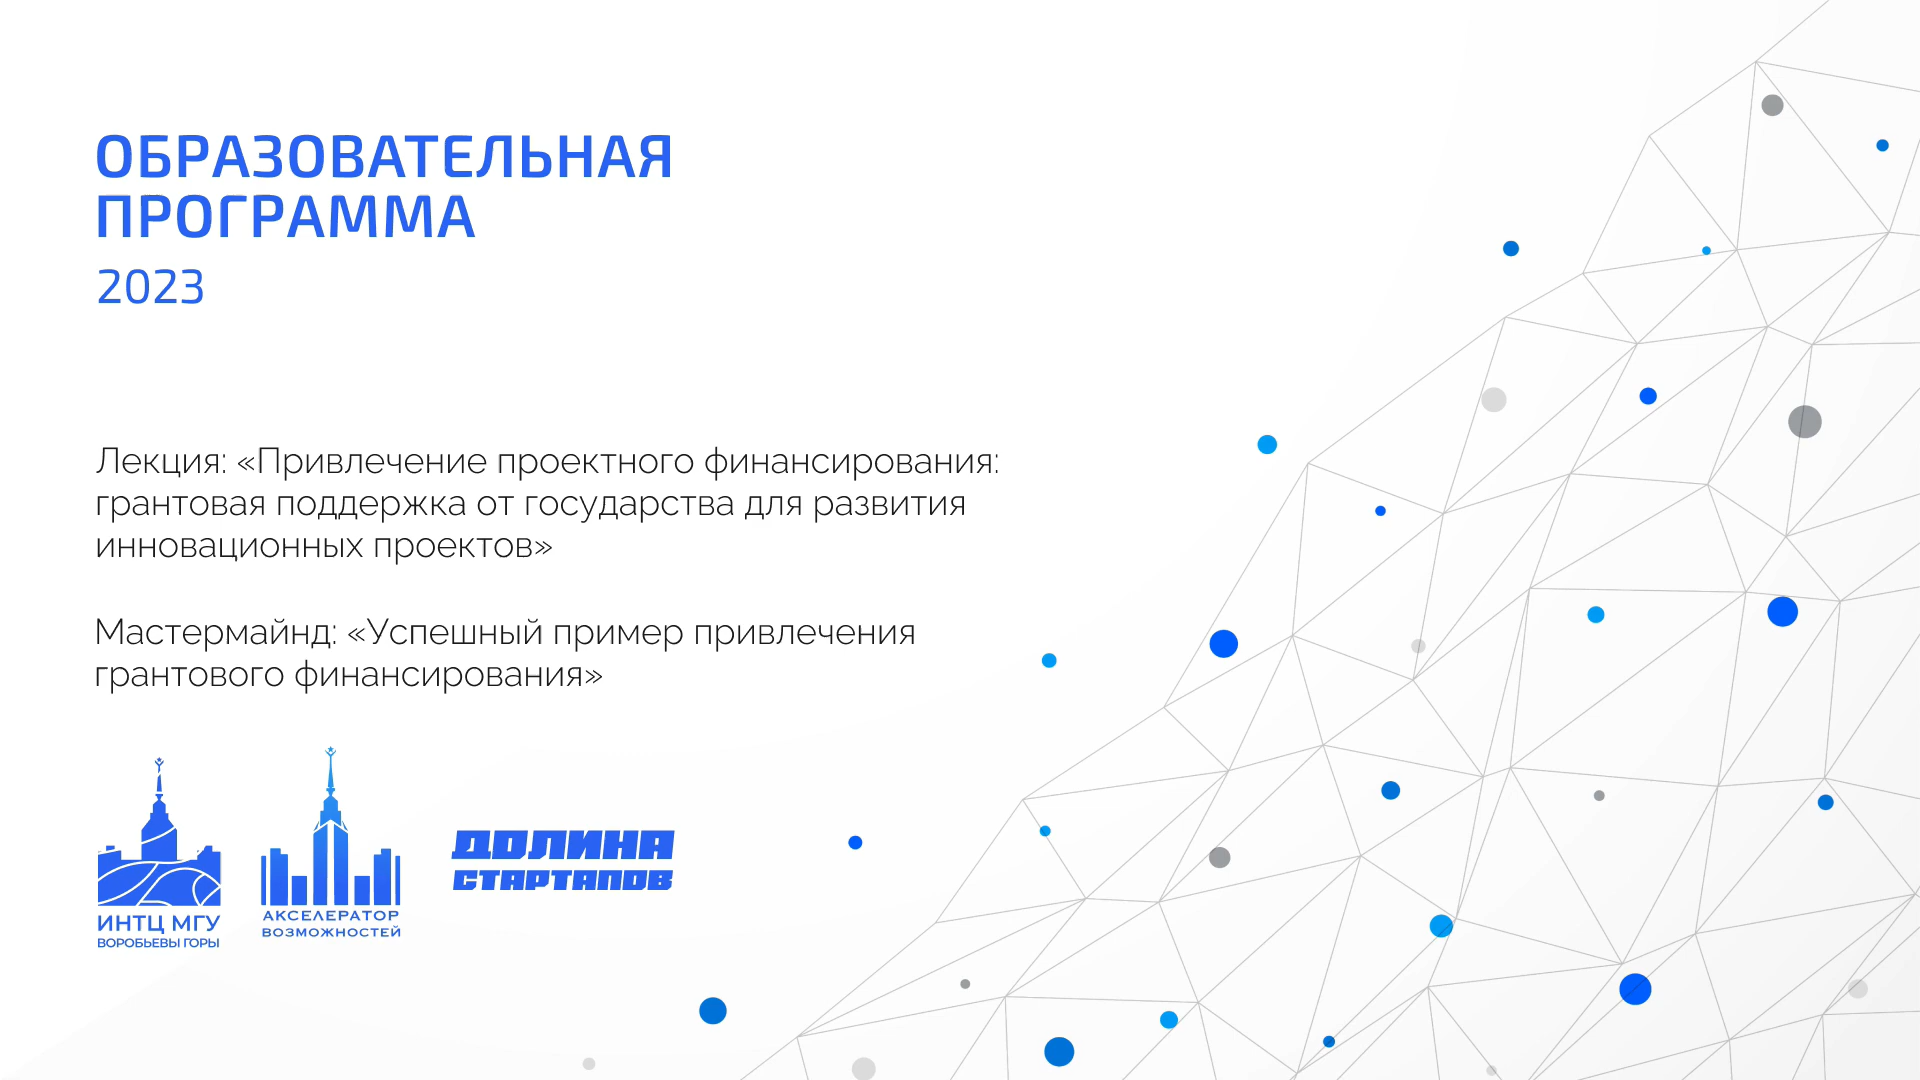 ОБРАЗОВАТЕЛЬНАЯ
ПРОГРАММА
2023
Лекция: «Привлечение проектного финансирования:
грантовая поддержка от государства для развития
инновационных проектов»
Мастермайнд: «Успешный пример привлечения
грантового финансирования»
ИНТЦ МГУ
ВОРОБЬЕВЫ ГОРЫ
АКСЕЛЕРАТОР
ВОЗМОЖНОСТЕЙ
ДОЛИНА
СТАРТАПОВ